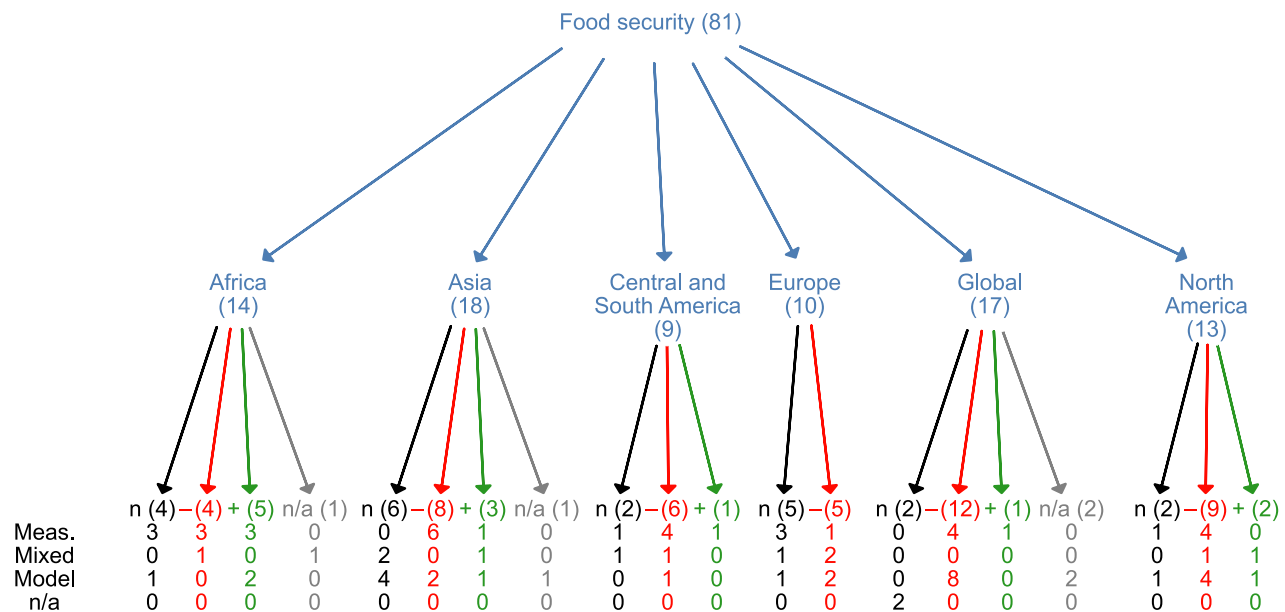 Food security (81)
Africa Asia Central and Europe Global North
(14) (18) South America (10) (17) America
(9) (13)
n (4) −(4) + (5) n/a (1) n (6) −(8) + (3) n/a (1) n (2) −(6) + (1) n (5) −(5) n (2) −(12) + (1) n/a (2) n (2) −(9) + (2)
Meas. 3 3 3 0 0 6 1 0 1 4 1 3 1 0 4 1 0 1 4 0
Mixed 0 1 0 1 2 0 1 0 1 1 0 1 2 0 0 0 0 0 1 1
Model 1 0 2 0 4 2 1 1 0 1 0 1 2 0 8 0 2 1 4 1
n/a 0 0 0 0 0 0 0 0 0 0 0 0 0 2 0 0 0 0 0 0